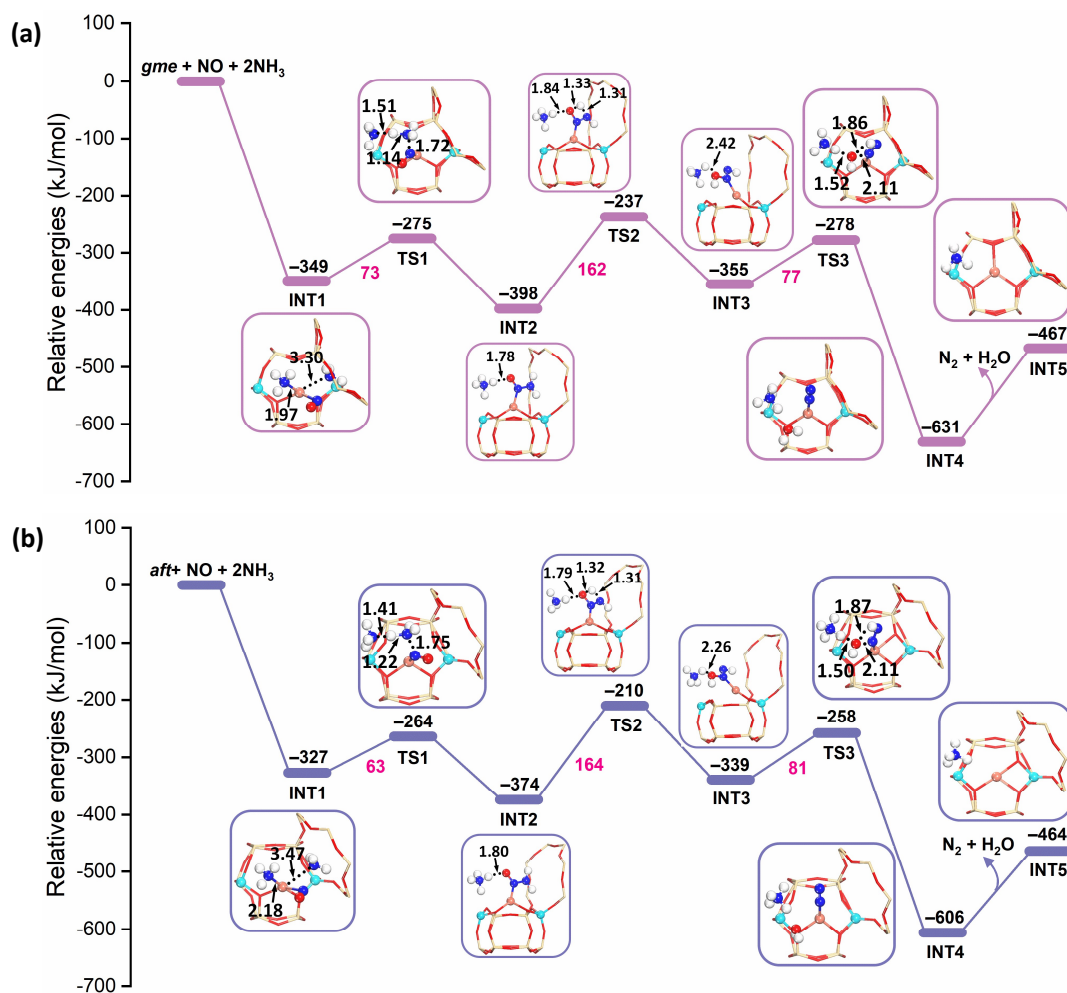 (a)
Relative energies (kJ/mol)
100
0
-100
-200
-300
-400
-500
-600
-700
gme + NO + 2NH3
−349
INT1
3.30
1.97
73
1.51
1.14
1.72
−275
TS1
−398
INT2
1.78
162
1.84
1.33
1.31
−237
TS2
2.42
−355
INT3
77
1.86
1.52
2.11
−278
TS3
−631
INT4
N2 + H2O
−467
INT5
(b)
Relative energies (kJ/mol)
100
0
-100
-200
-300
-400
-500
-600
-700
aft+ NO + 2NH3
−327
INT1
3.47
2.18
63
1.41
1.22
1.75
−264
TS1
−374
INT2
1.80
164
1.79
1.32
1.31
−210
TS2
2.26
−339
INT3
81
1.87
1.50
2.11
−258
TS3
−606
INT4
N2 + H2O
−464
INT5